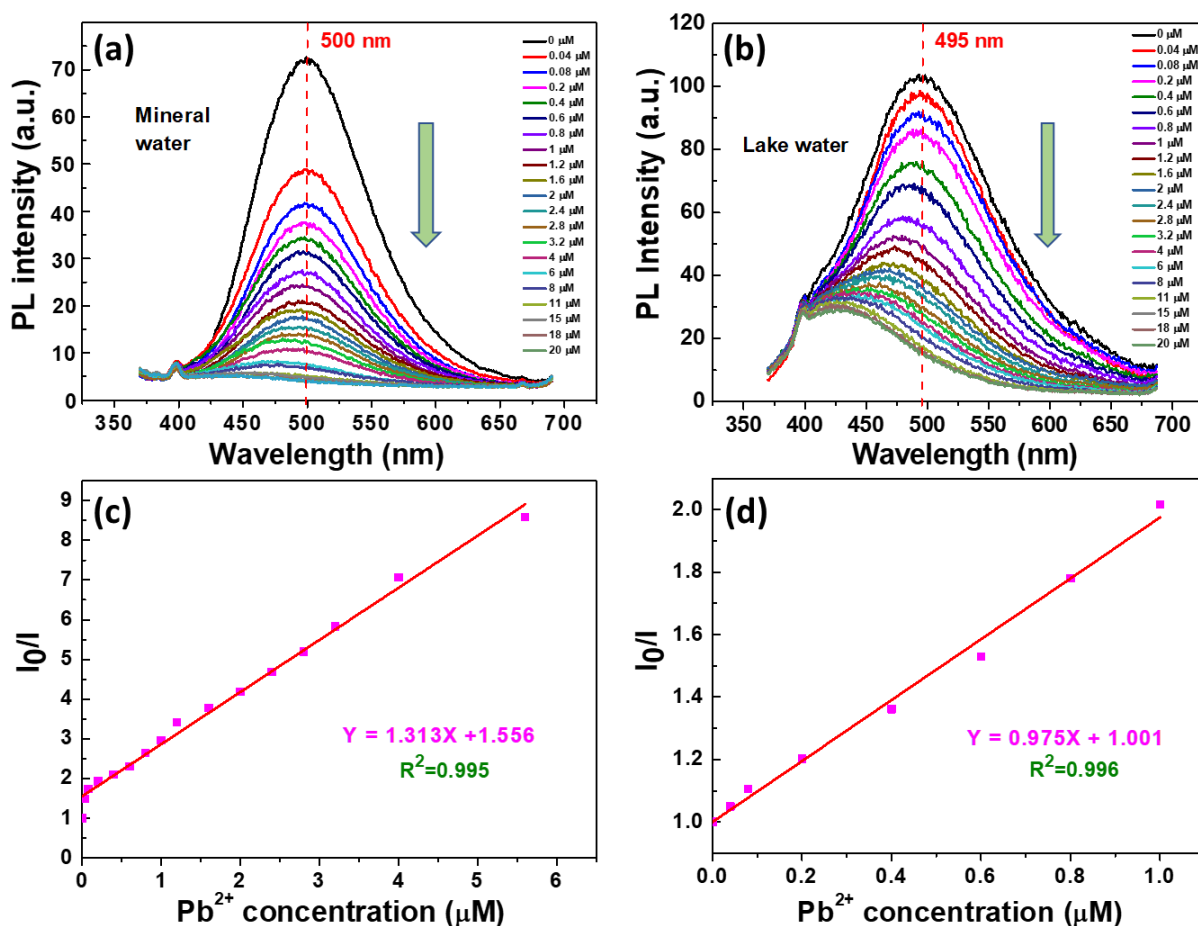 (a)
500 nm
Mineral
water
0 μM
0.04 μM
0.08 μM
0.2 μM
0.4 μM
0.6 μM
0.8 μM
1 μM
1.2 μM
1.6 μM
2 μM
2.4 μM
2.8 μM
3.2 μM
4 μM
6 μM
8 μM
11 μM
15 μM
18 μM
20 μM
PL intensity (a.u.)
70
60
50
40
30
20
10
0
350 400 450 500 550 600 650 700
Wavelength (nm)
(b)
495 nm
Lake water
0 μM
0.04 μM
0.08 μM
0.2 μM
0.4 μM
0.6 μM
0.8 μM
1 μM
1.2 μM
1.6 μM
2 μM
2.4 μM
2.8 μM
3.2 μM
4 μM
6 μM
8 μM
11 μM
15 μM
18 μM
20 μM
PL Intensity (a.u.)
120
100
80
60
40
20
0
350 400 450 500 550 600 650 700
Wavelength (nm)
(c)
I0/I
9
8
7
6
5
4
3
2
1
0
Y = 1.313X +1.556
R²=0.995
0 1 2 3 4 5 6
Pb²⁺ concentration (μM)
(d)
I0/I
2.0
1.8
1.6
1.4
1.2
1.0
Y = 0.975X + 1.001
R²=0.996
0.0 0.2 0.4 0.6 0.8 1.0
Pb²⁺ concentration (μM)